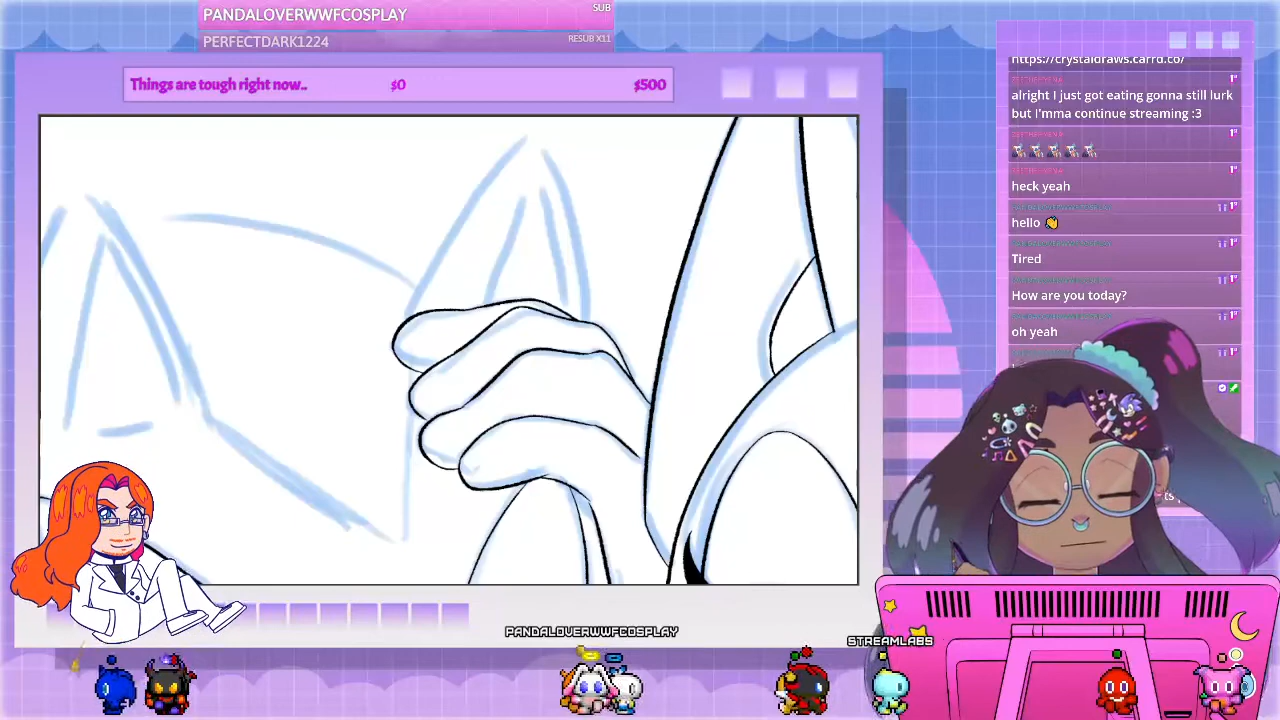 PANDALOVERWWFCOSPLAY
SUB
PERFECTDARK1224
RESUB X11
Things are tough right now..
$0
$500
https://crystaldraws.carrd.co/
alright I just got eating gonna still lurk
but I'mma continue streaming :3
heck yeah
hello
Tired
How are you today?
oh yeah
PANDALOVERWWFCOSPLAY
STREAMLABS